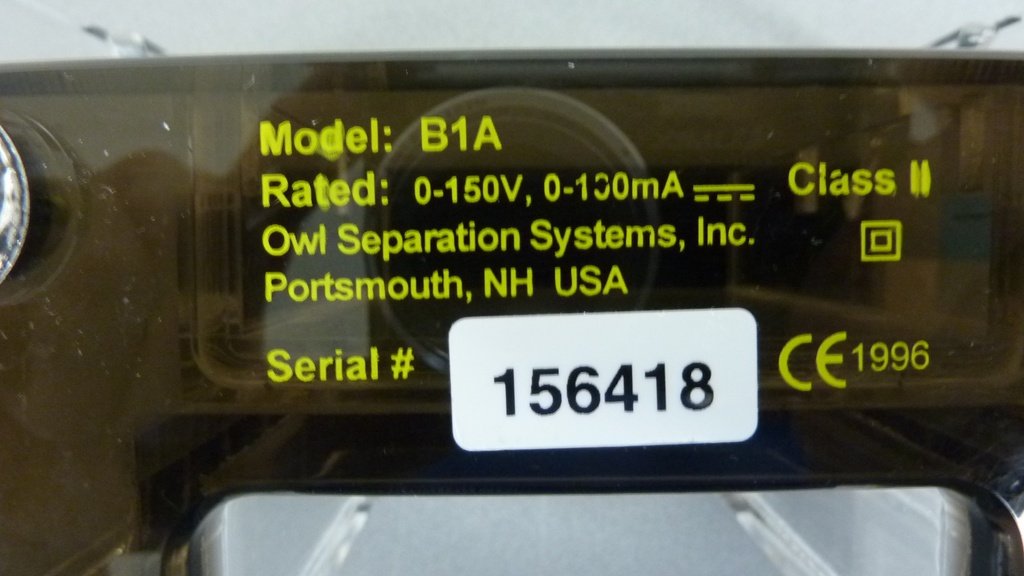 Model: B1A
Rated: 0-150V, 0-100mA Class II
Owl Separation Systems, Inc.
Portsmouth, NH USA
Serial # 156418 CE 1996